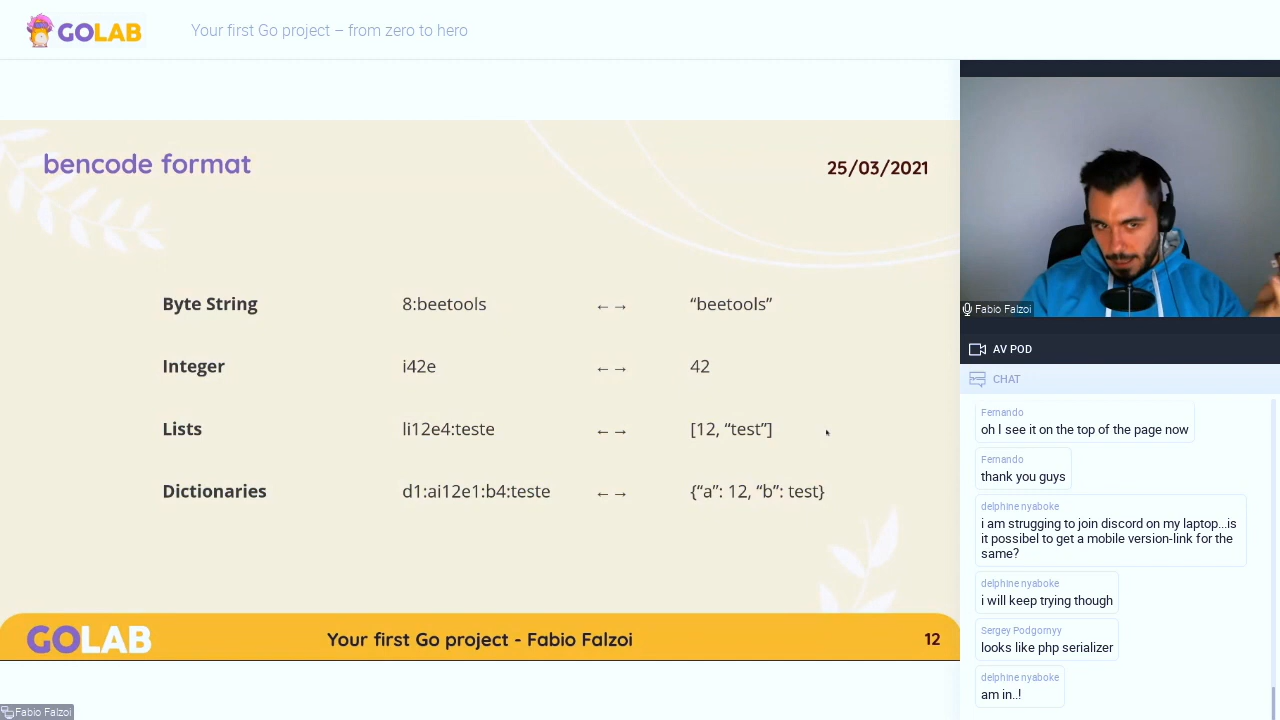 GOLAB
Your first Go project – from zero to hero
bencode format
25/03/2021
Byte String 8:beetools ←→ “beetools”
Integer i42e ←→ 42
Lists li12e4:teste ←→ [12, “test”]
Dictionaries d1:ai12e1:b4:teste ←→ {“a”: 12, “b”: test}
GOLAB
Your first Go project - Fabio Falzoi
12
Fabio Falzoi
Fabio Falzoi
AV POD
CHAT
Fernando
oh I see it on the top of the page now
Fernando
thank you guys
delphine nyaboke
i am strugging to join discord on my laptop...is
it possibel to get a mobile version-link for the
same?
delphine nyaboke
i will keep trying though
Sergey Podgornyy
looks like php serializer
delphine nyaboke
am in..!